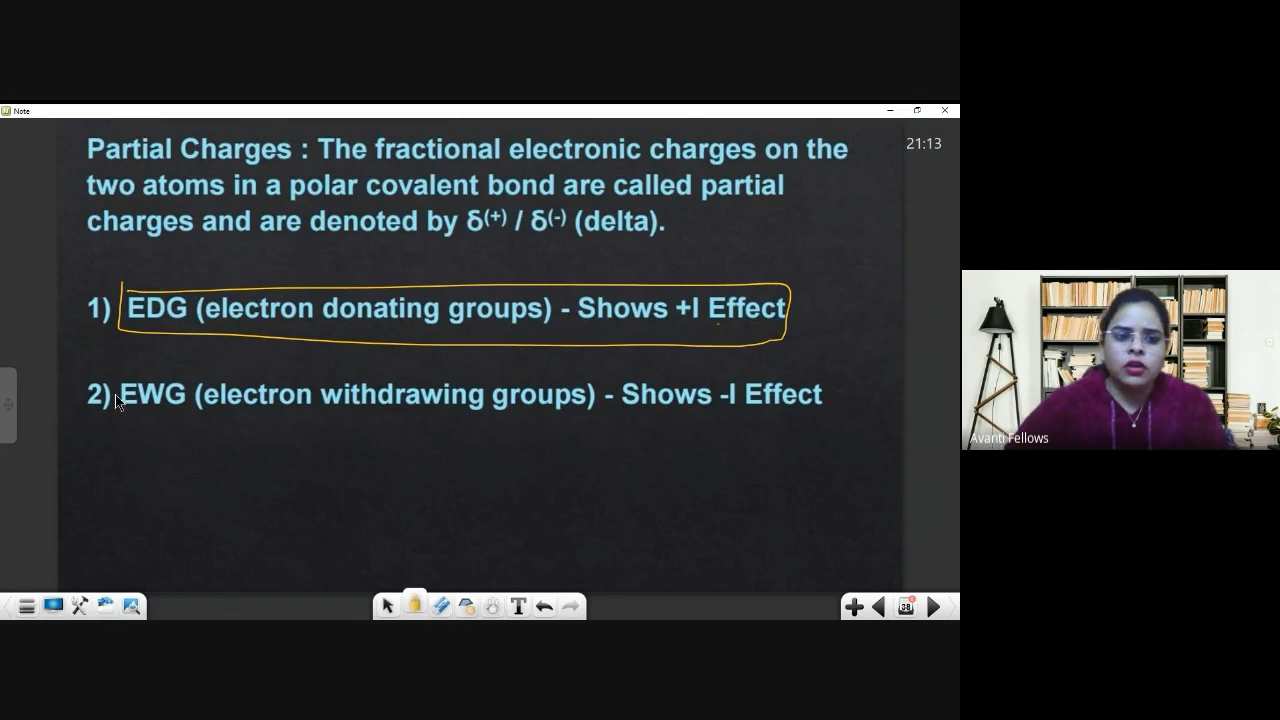 Note
21:13
Partial Charges : The fractional electronic charges on the
two atoms in a polar covalent bond are called partial
charges and are denoted by δ(+) / δ(-) (delta).
1) EDG (electron donating groups) - Shows +I Effect
2) EWG (electron withdrawing groups) - Shows -I Effect
Avanti Fellows
T
38